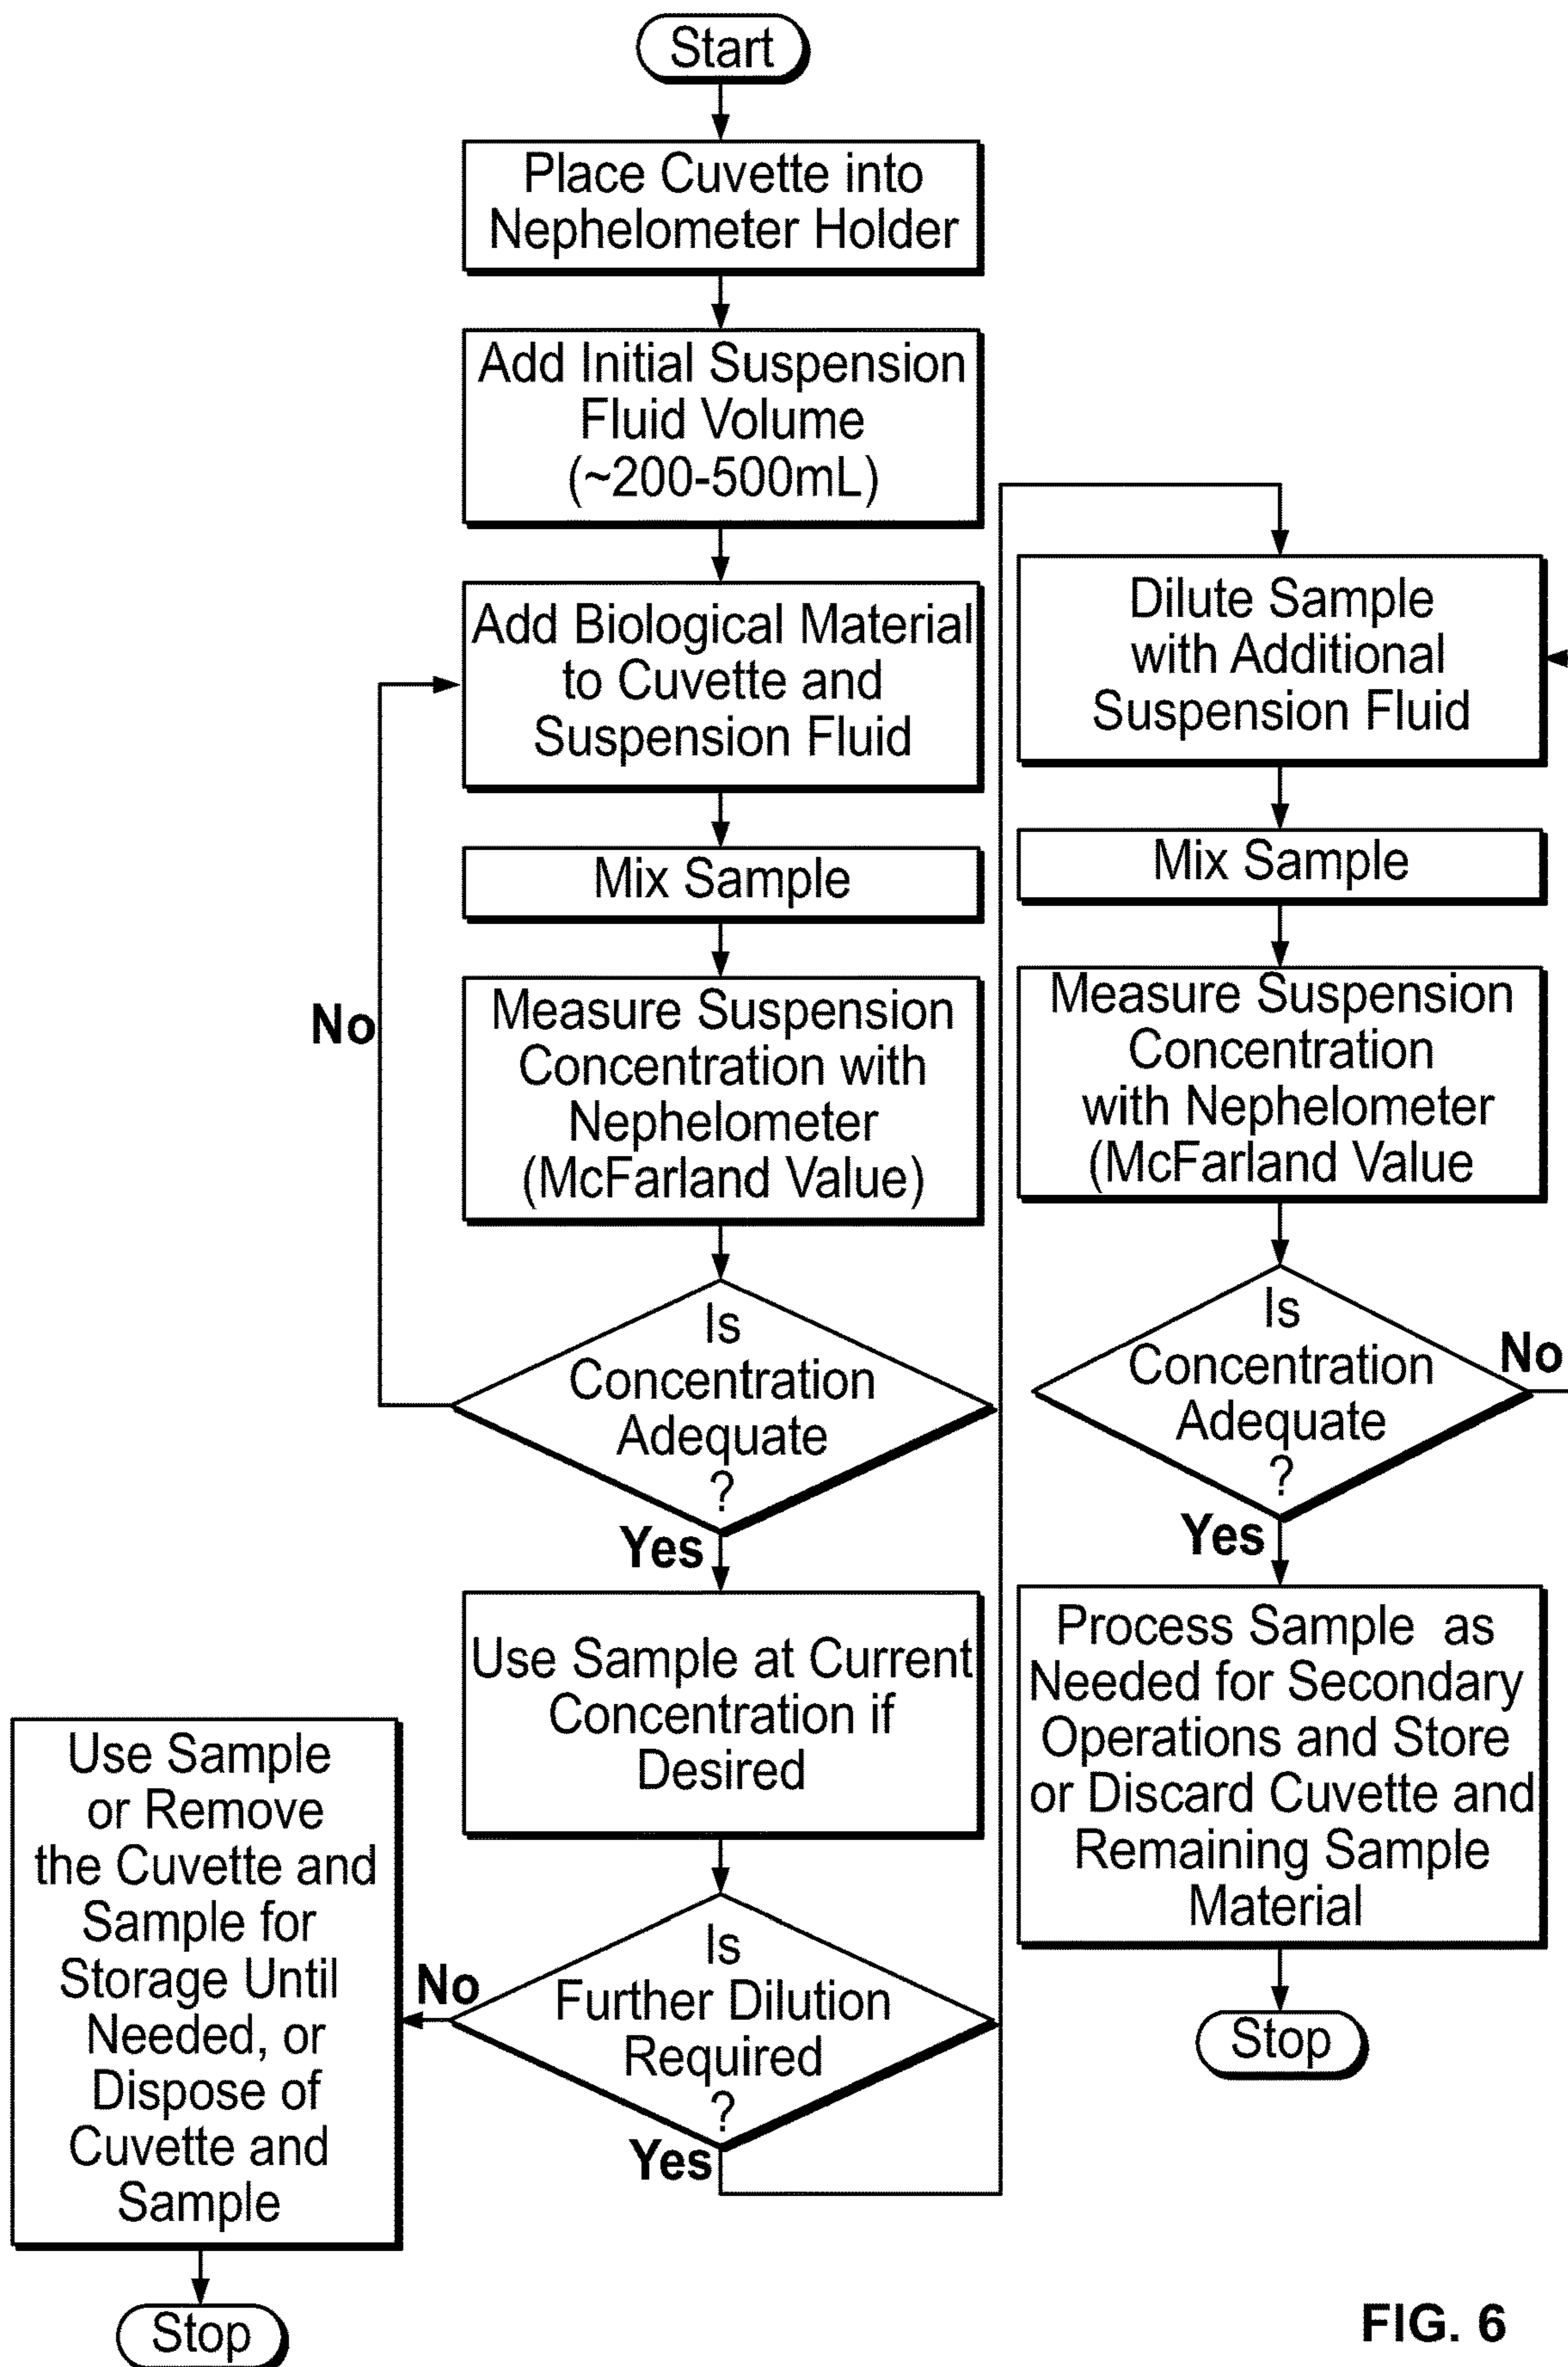 Start
Place Cuvette into
Nephelometer Holder
Add Initial Suspension
Fluid Volume
(~200-500mL)
Add Biological Material
to Cuvette and
Suspension Fluid
Mix Sample
Measure Suspension
Concentration with
Nephelometer
(McFarland Value)
No
Is
Concentration
Adequate
?
Yes
Use Sample at Current
Concentration if
Desired
Is
Further Dilution
Required
?
No
Yes
Use Sample
or Remove
the Cuvette and
Sample for
Storage Until
Needed, or
Dispose of
Cuvette and
Sample
Stop
Dilute Sample
with Additional
Suspension Fluid
Mix Sample
Measure Suspension
Concentration
with Nephelometer
(McFarland Value
Is
Concentration
Adequate
?
No
Yes
Process Sample as
Needed for Secondary
Operations and Store
or Discard Cuvette and
Remaining Sample
Material
Stop
FIG. 6